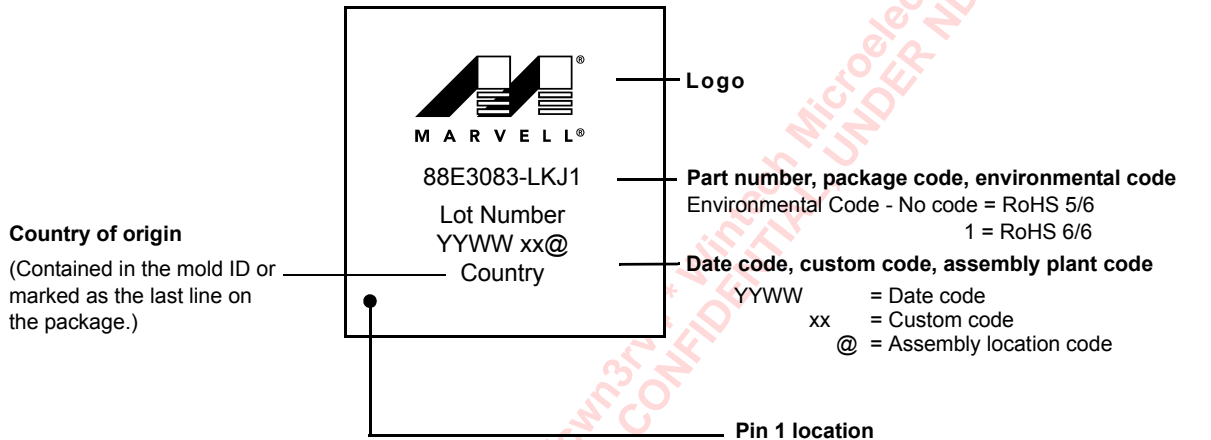 MARVELL®
®
88E3083-LKJ1
Lot Number
YYWW xx@
Country
Logo
Part number, package code, environmental code
Environmental Code - No code = RoHS 5/6
1 = RoHS 6/6
Date code, custom code, assembly plant code
YYWW = Date code
xx = Custom code
@ = Assembly location code
Country of origin
(Contained in the mold ID or
marked as the last line on
the package.)
Pin 1 location
CONFIDENTIAL, UNDER